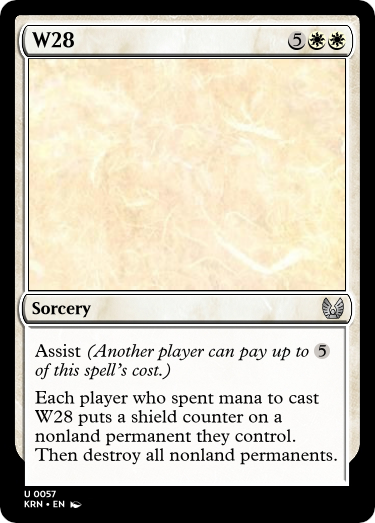 W28 5
Sorcery
Assist (Another player can pay up to 5
of this spell's cost.)
Each player who spent mana to cast
W28 puts a shield counter on a
nonland permanent they control.
Then destroy all nonland permanents.
U 0057
KRN • EN